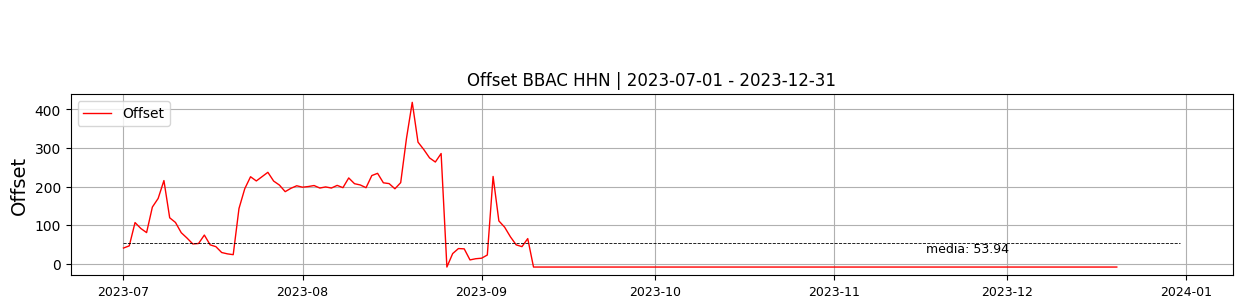 Offset BBAC HHN | 2023-07-01 - 2023-12-31
Offset
Offset
400
300
200
100
0
media: 53.94
2023-07 2023-08 2023-09 2023-10 2023-11 2023-12 2024-01